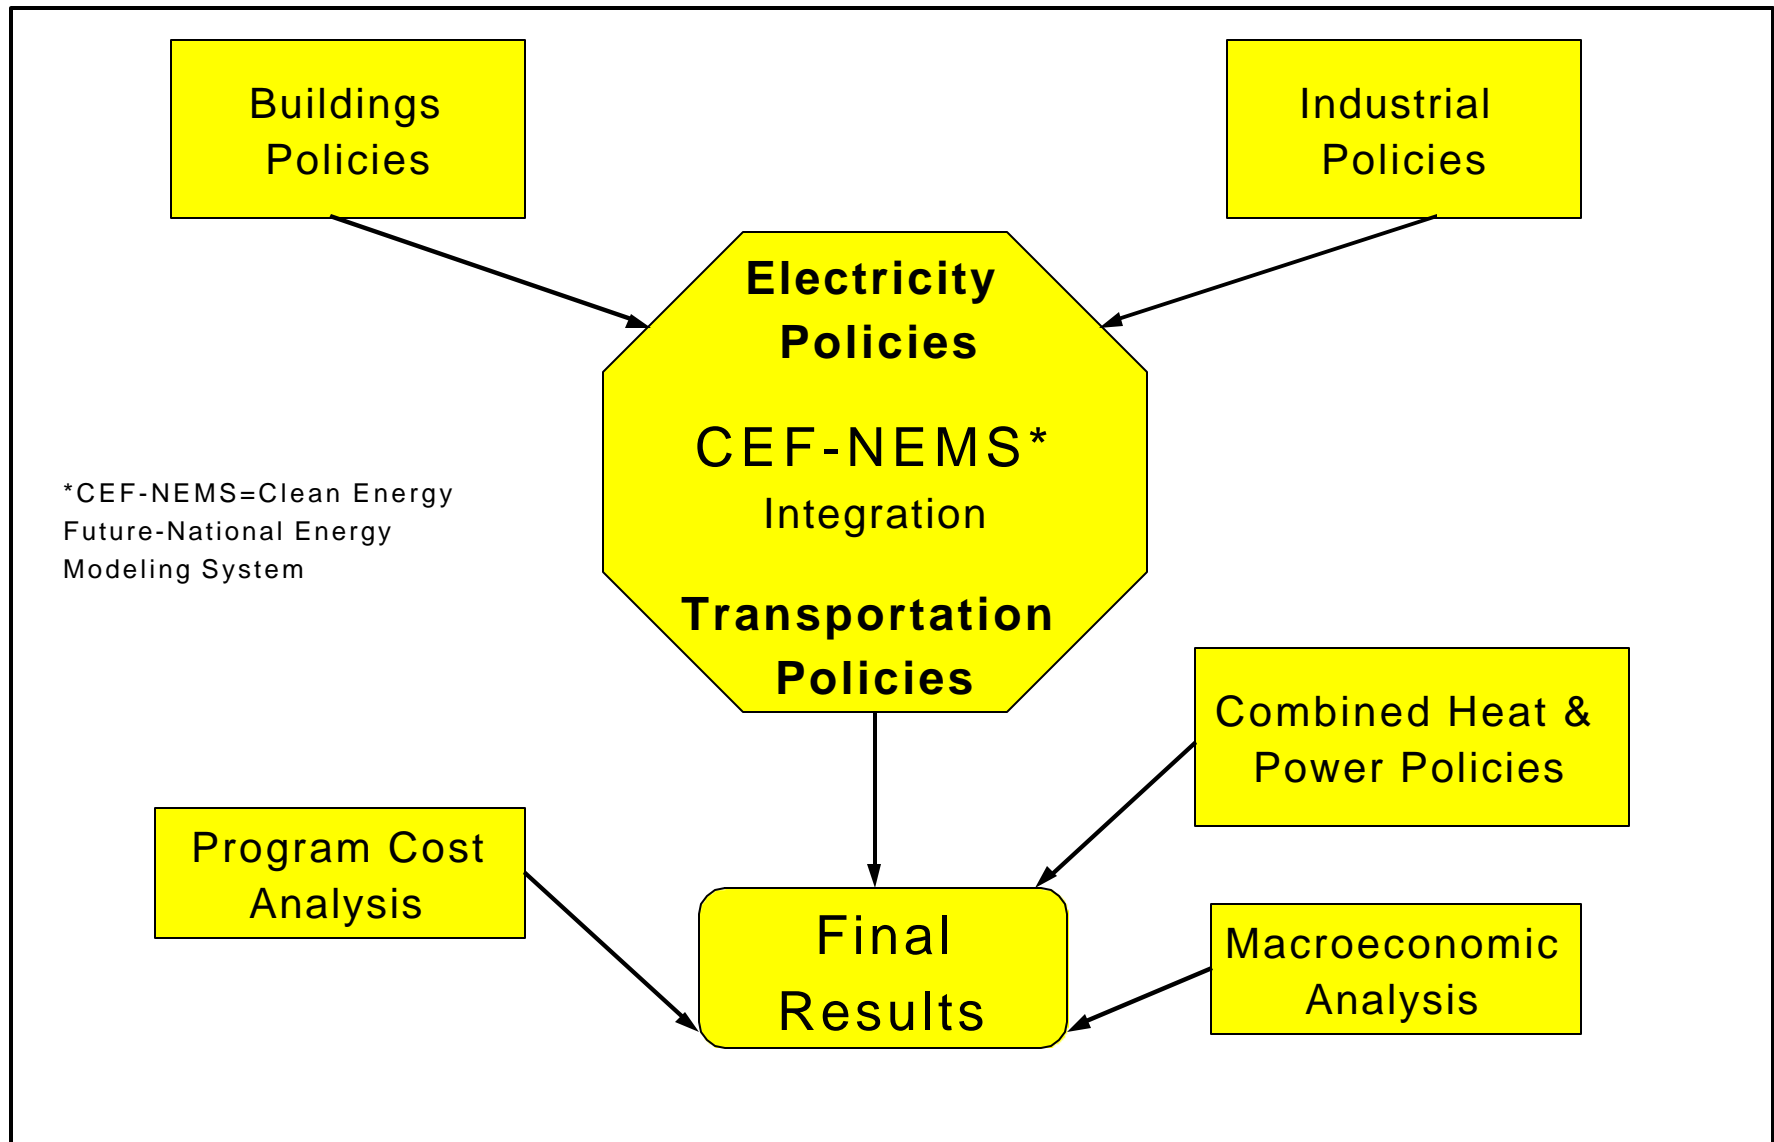 Buildings
Policies
Industrial
Policies
Electricity
Policies
CEF-NEMS*
Integration
Transportation
Policies
*CEF-NEMS=Clean Energy
Future-National Energy
Modeling System
Combined Heat &
Power Policies
Program Cost
Analysis
Final
Results
Macroeconomic
Analysis